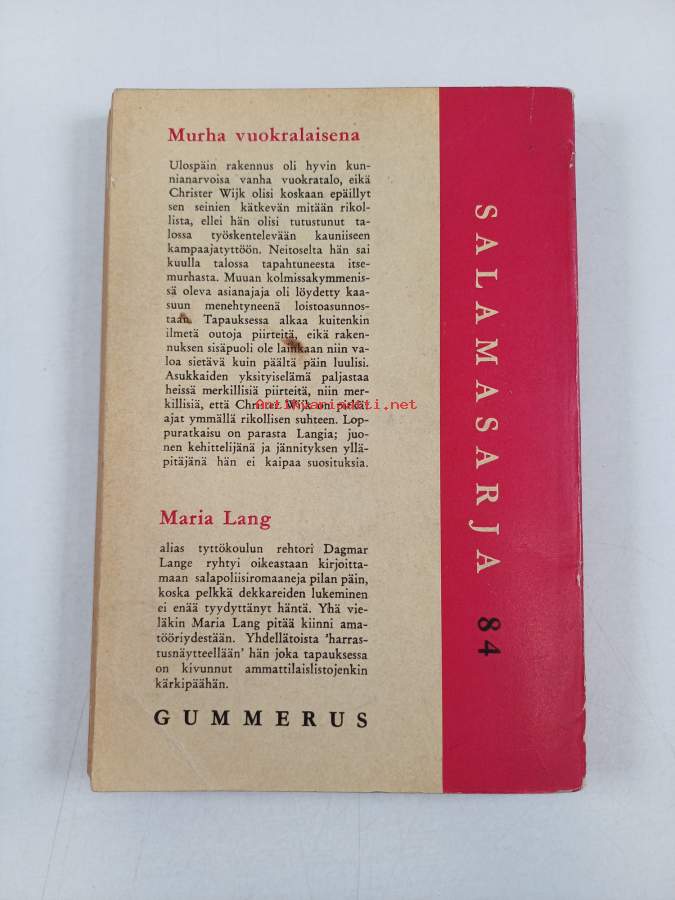 Murha vuokralaisena
Ulospäin rakennus oli hyvin kun-
nianarvoisa vanha vuokratalo, eikä
Christer Wijk olisi koskaan epäillyt
sen seinien kätkevän mitään rikol-
lista, ellei hän olisi tutustunut ta-
lossa työskentelevään kauniiseen
kampaajatyttöön. Neitoselta hän sai
kuulla talossa tapahtuneesta itse-
murhasta. Muuan kolmissakymmenis-
sä oleva asianajaja oli löydetty kaa-
suun menehtyneenä loistoasunnos-
taan. Tapauksessa alkaa kuitenkin
ilmetä outoja piirteitä, eikä raken-
nuksen sisäpuoli ole lainkaan niin va-
loa sietävä kuin päältä päin luulisi.
Asukkaiden yksityiselämä paljastaa
heissä merkillisiä piirteitä, niin mer-
killisiä, että Christer Wijk on pitkät
ajat ymmällä rikollisen suhteen. Lop-
puratkaisu on parasta Langia; juo-
nen kehittelijänä ja jännityksen yllä-
pitäjänä hän ei kaipaa suosituksia.
Maria Lang
alias tyttökoulun rehtori Dagmar
Lange ryhtyi oikeastaan kirjoitta-
maan salapoliisiromaaneja pilan päin,
koska pelkkä dekkareiden lukeminen
ei enää tyydyttänyt häntä. Yhä vie-
läkin Maria Lang pitää kiinni ama-
tööriydestään. Yhdellätoista 'harras-
tusnäytteellään' hän joka tapauksessa
on kivunnut ammattilaislistojenkin
kärkipäähän.
GUMMERUS
SALAMASARJA 84
Antikvariaatti.net